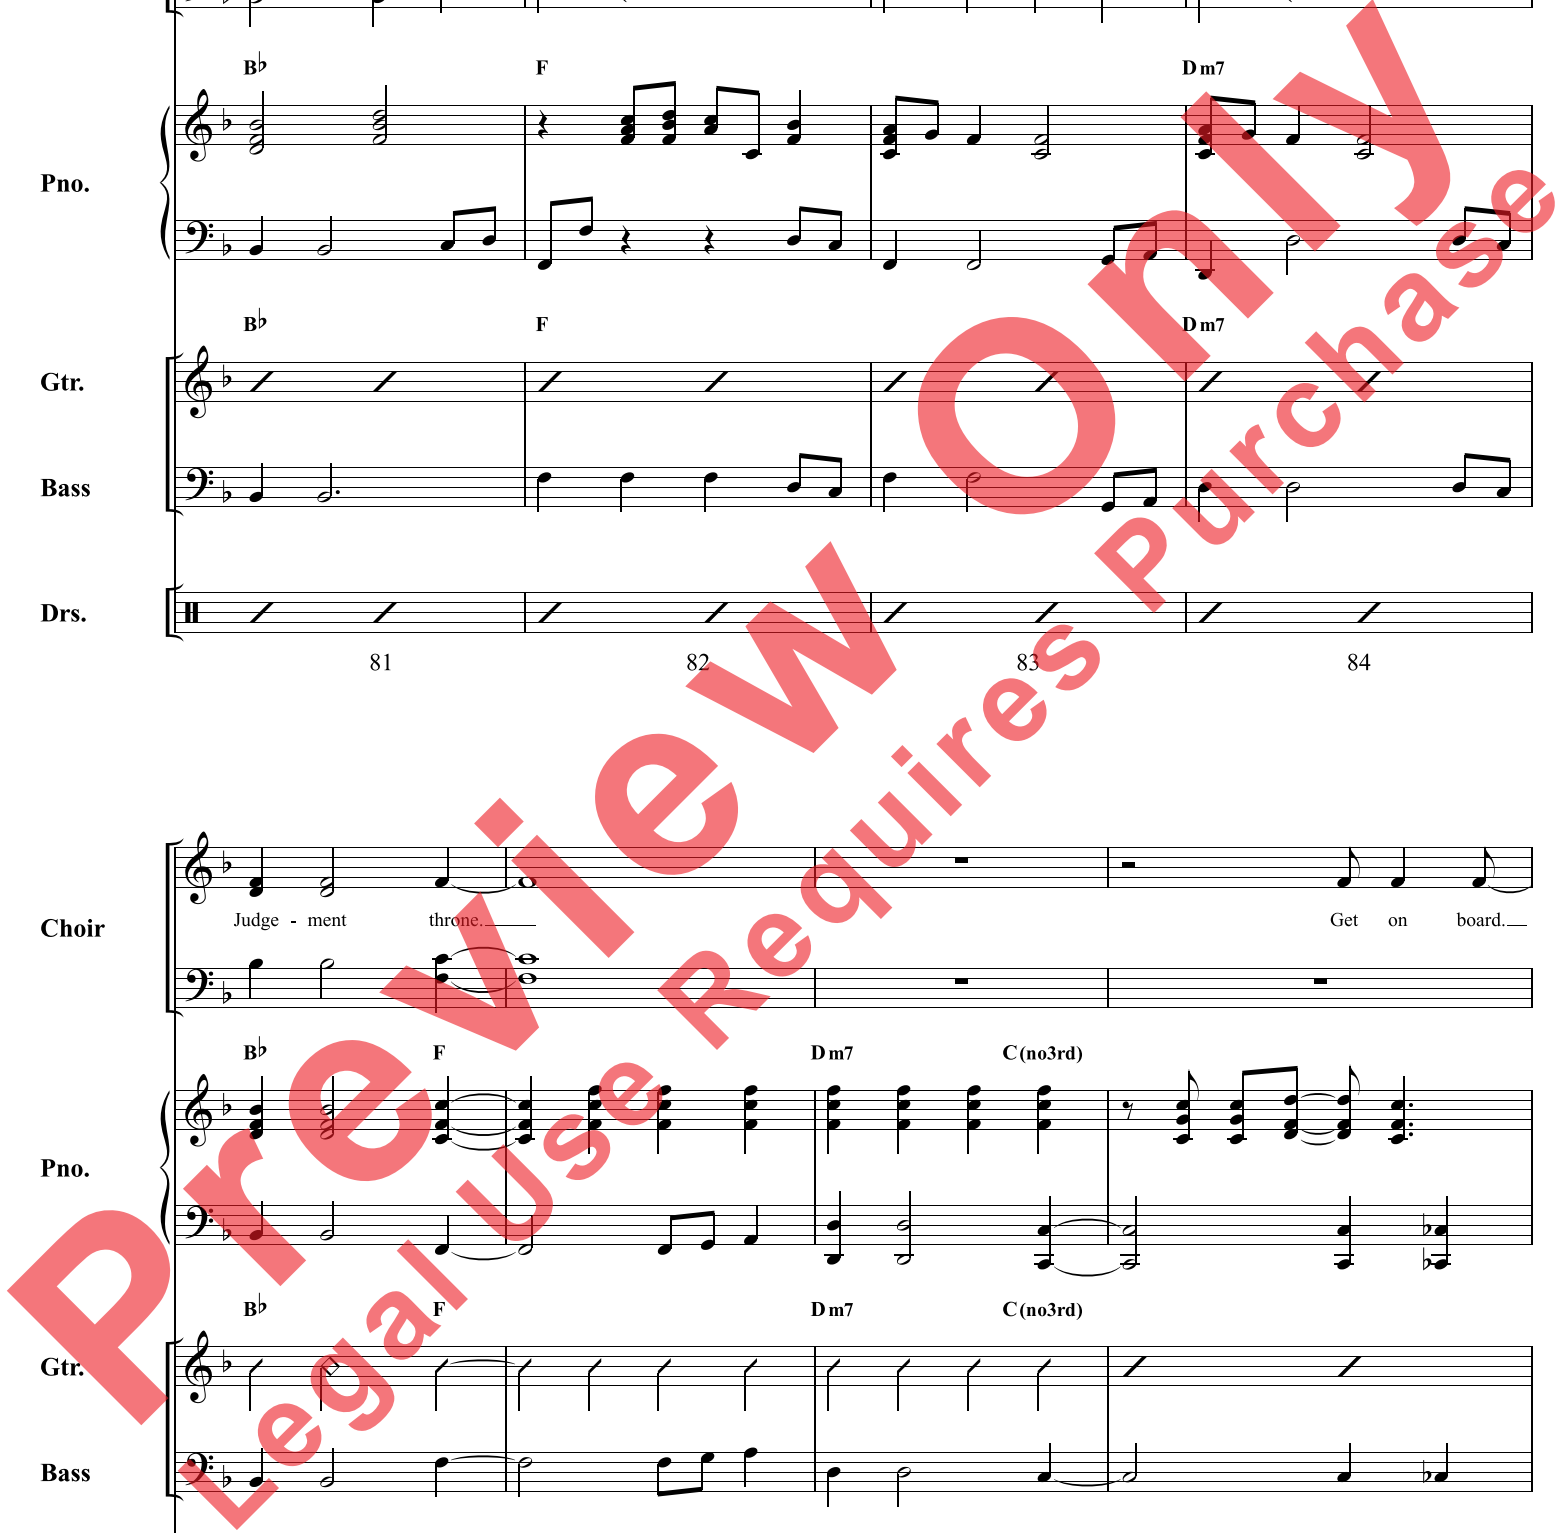 B♭ F Dm7
Pno.
B♭ F Dm7
Gtr.
Bass
Drs.
81 82 83 84
Choir
Judge - ment throne. Get on board.
B♭ F Dm7 C(no3rd)
Pno.
B♭ F Dm7 C(no3rd)
Gtr.
Bass
Preview Only
Legal Use Requires Purchase